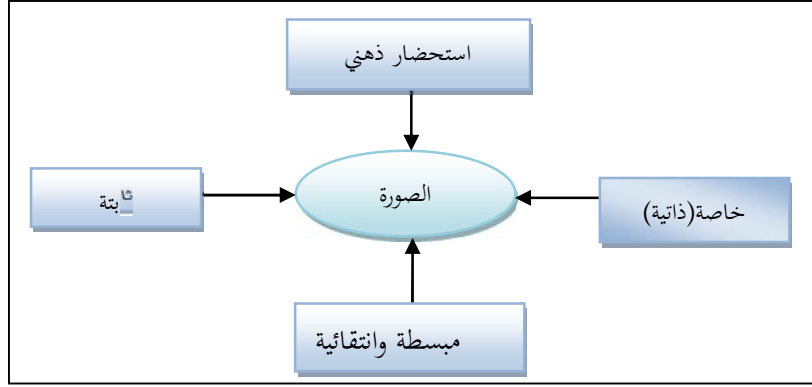 استحضار ذهني
الصورة
خاصة(ذاتية)
ثابتة
مبسطة وانتقائية